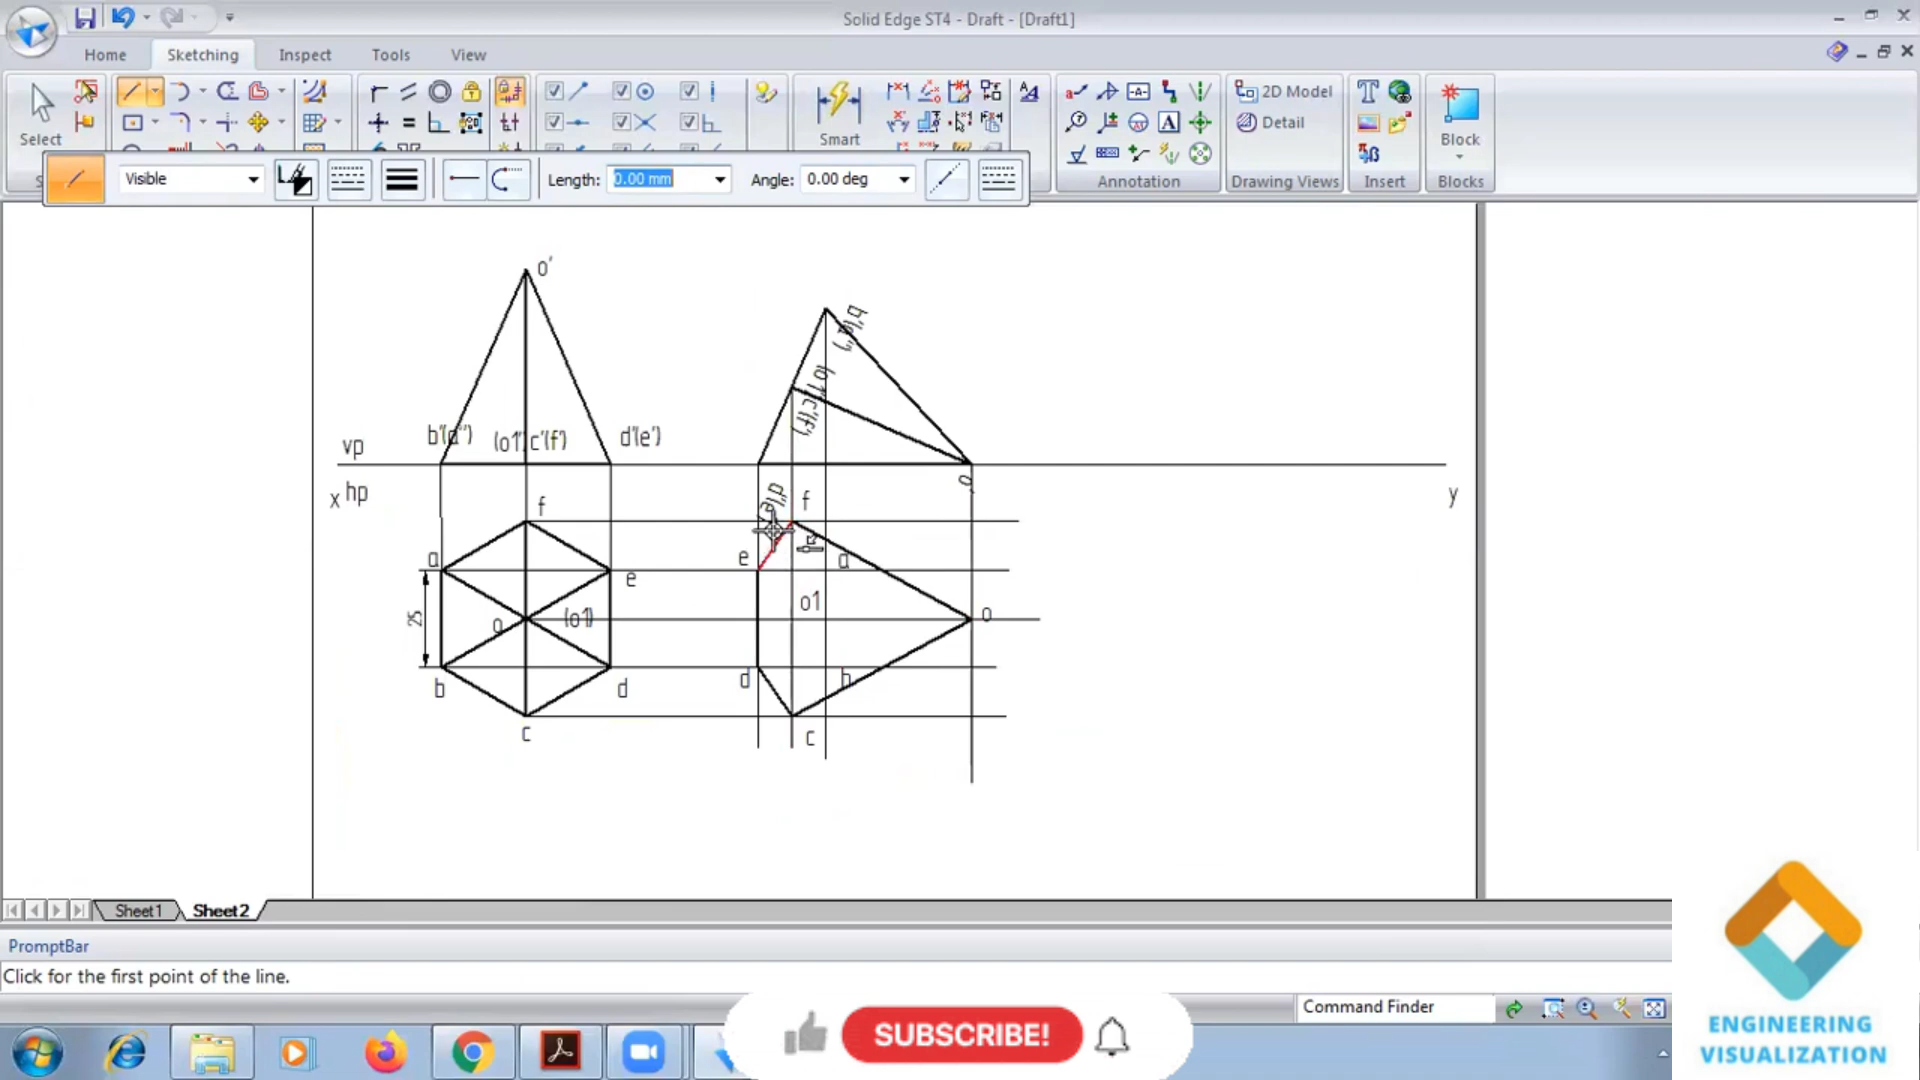 Solid Edge ST4 - Draft - [Draft1]
Home Sketching Inspect Tools View
Select
Smart
2D Model
Detail
Block
Annotation
Drawing Views
Insert
Blocks
Visible
Length: 0.00 mm
Angle: 0.00 deg
o'
b'(a')
(o1')c'(f')
d'(e')
vp
x hp
y
f
a
e
25
o
(o1)
b
d
c
b'(a')
(o1')c'(f')
o'
d'(e')
f
e
a
o1
o
d
b
c
Sheet1 Sheet2
PromptBar
Click for the first point of the line.
Command Finder
SUBSCRIBE!
ENGINEERING
VISUALIZATION